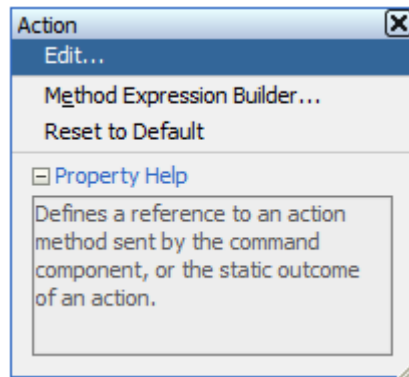 Action
Edit...
Method Expression Builder...
Reset to Default
Property Help
Defines a reference to an action
method sent by the command
component, or the static outcome
of an action.